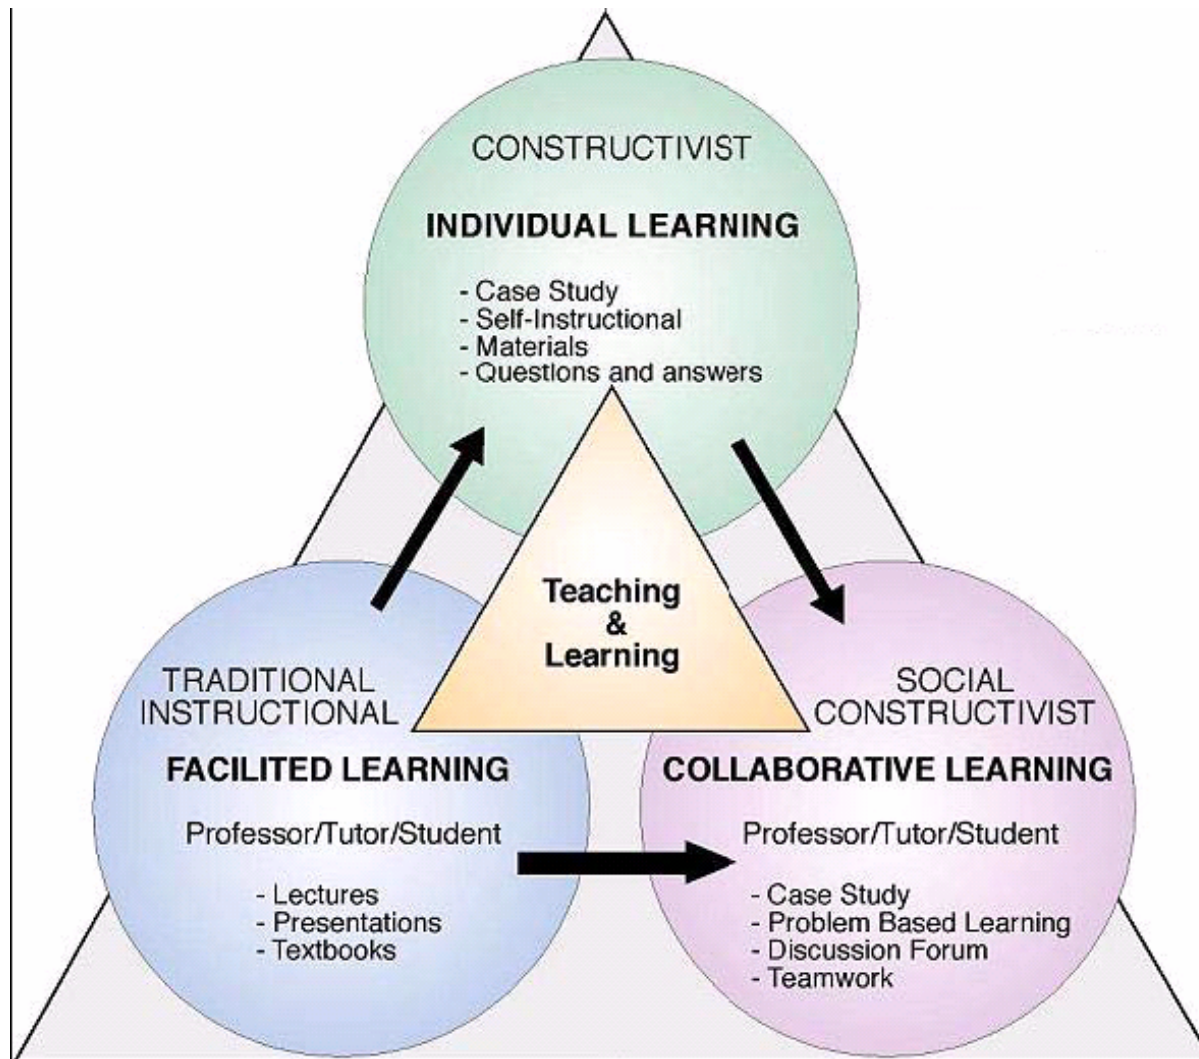 CONSTRUCTIVIST
INDIVIDUAL LEARNING
- Case Study
- Self-Instructional
- Materials
- Questions and answers
Teaching
&
Learning
TRADITIONAL
INSTRUCTIONAL
FACILITED LEARNING
Professor/Tutor/Student
- Lectures
- Presentations
- Textbooks
SOCIAL
CONSTRUCTIVIST
COLLABORATIVE LEARNING
Professor/Tutor/Student
- Case Study
- Problem Based Learning
- Discussion Forum
- Teamwork